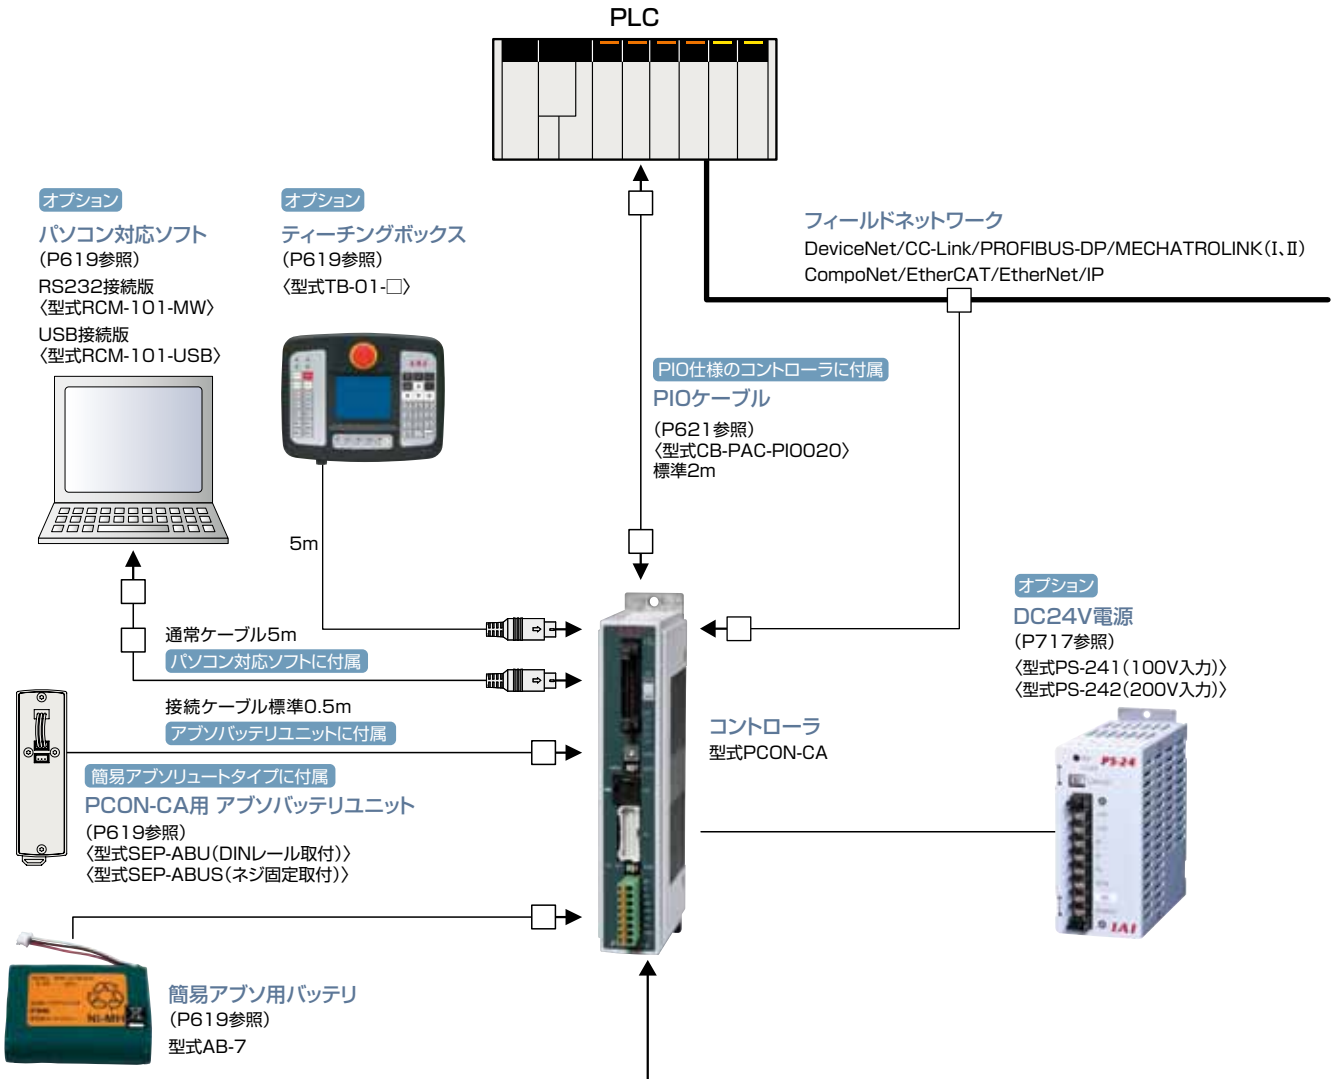 PLC
オプション
パソコン対応ソフト
(P619参照)
RS232接続版
〈型式RCM-101-MW〉
USB接続版
〈型式RCM-101-USB〉
オプション
ティーチングボックス
(P619参照)
〈型式TB-01-□〉
5m
フィールドネットワーク
DeviceNet/CC-Link/PROFIBUS-DP/MECHATROLINK(I、II)
CompoNet/EtherCAT/EtherNet/IP
PIO仕様のコントローラに付属
PIOケーブル
(P621参照)
〈型式CB-PAC-PIO020〉
標準2m
オプション
DC24V電源
(P717参照)
〈型式PS-241(100V入力)〉
〈型式PS-242(200V入力)〉
PS-24
IAI
通常ケーブル5m
パソコン対応ソフトに付属
接続ケーブル標準0.5m
アブソバッテリユニットに付属
簡易アブソリュートタイプに付属
PCON-CA用 アブソバッテリユニット
(P619参照)
〈型式SEP-ABU(DINレール取付)〉
〈型式SEP-ABUS(ネジ固定取付)〉
コントローラ
型式PCON-CA
簡易アブソ用バッテリ
(P619参照)
型式AB-7
Ni-MH